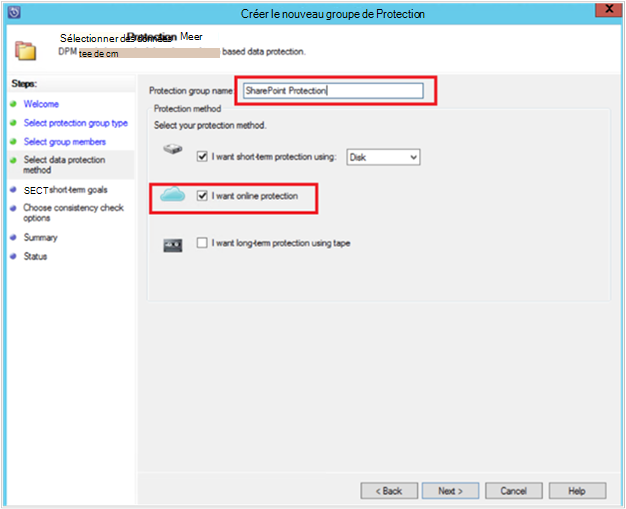 Créer le nouveau groupe de Protection
X
Sélectionner des données Protection Meer
DPM tee de cm based data protection.
Steps:
Welcome
Select protection group type
Select group members
Select data protection
method
SECT short-term goals
Choose consistency check
options
Summary
Status
Protection group name: SharePoint Protection
Protection method
Select your protection method.
I want short-term protection using: Disk
I want online protection
I want long-term protection using tape
< Back Next > Cancel Help